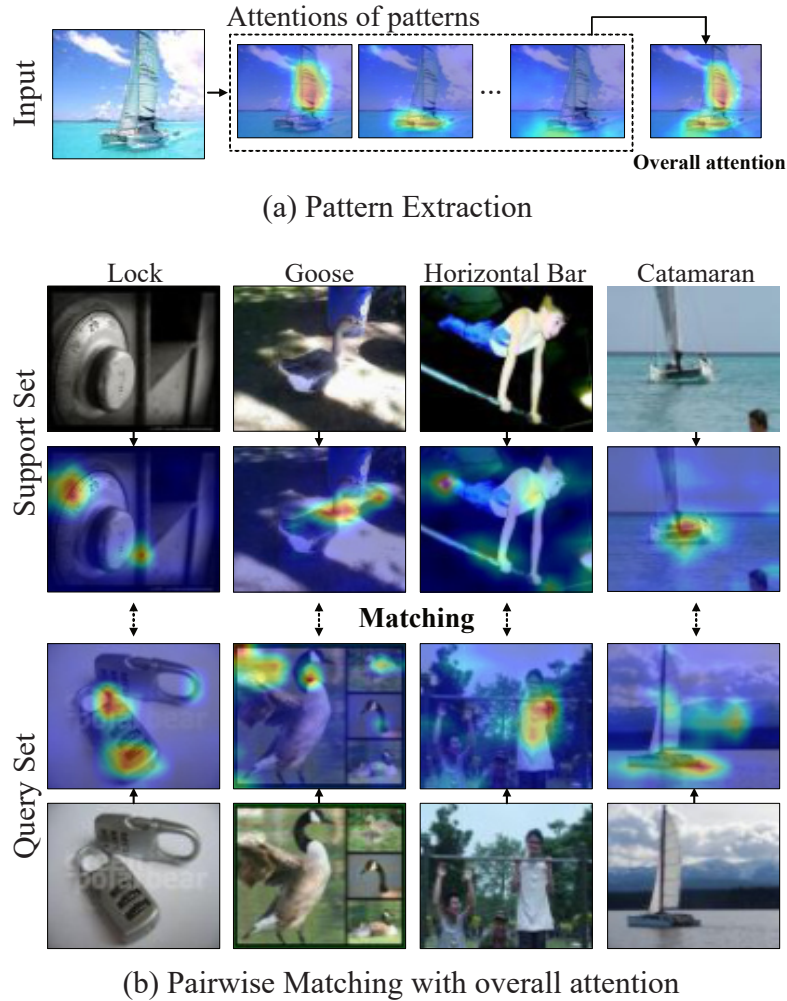 Attentions of patterns
Input
...
Overall attention
(a) Pattern Extraction
Lock Goose Horizontal Bar Catamaran
Support Set
Matching
Query Set
polarbear
(b) Pairwise Matching with overall attention